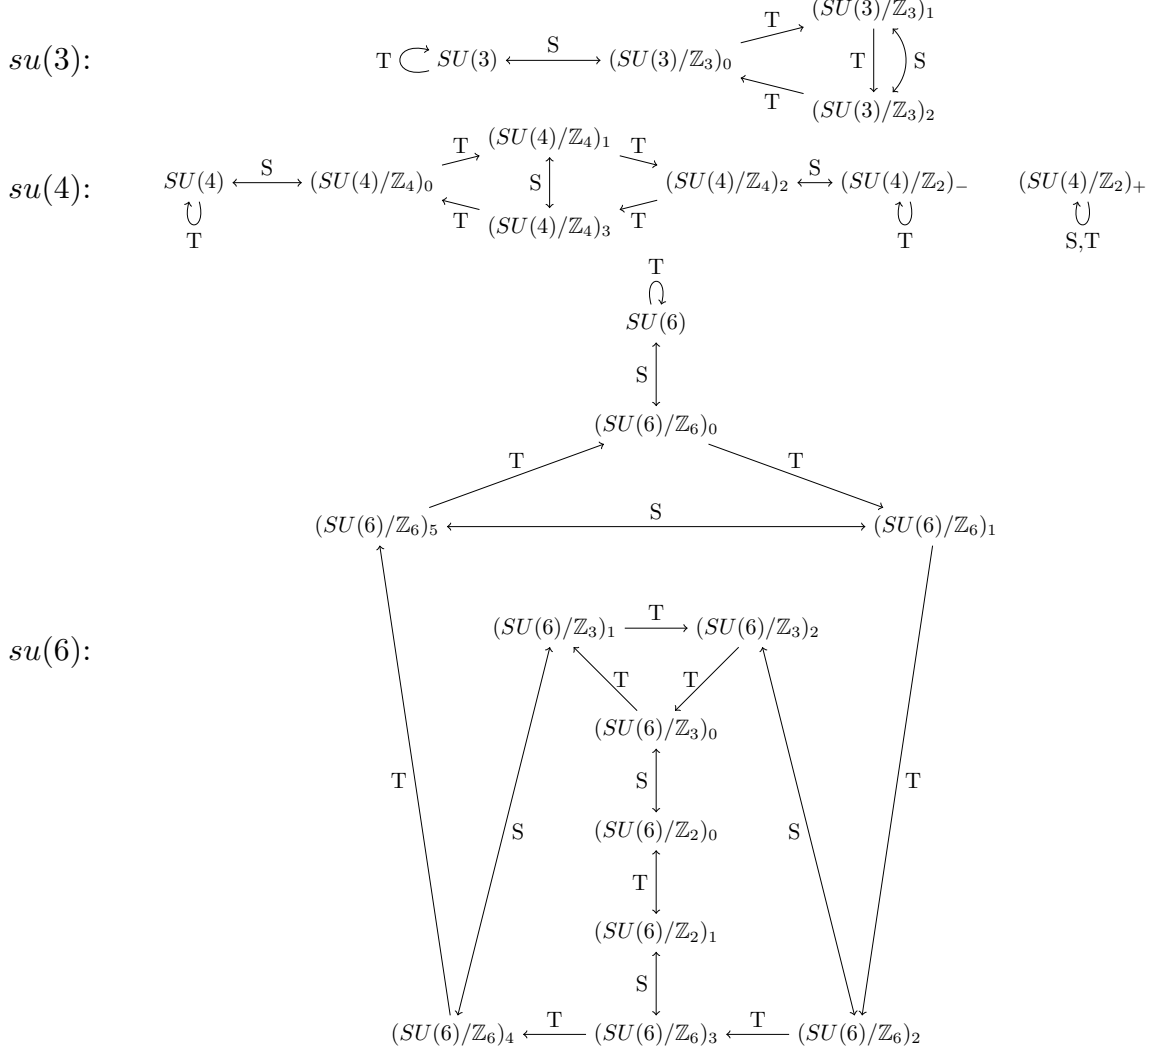 T (SU(3)/ℤ₃)₁
su(3): T SU(3) S (SU(3)/ℤ₃)₀ T S
T (SU(3)/ℤ₃)₂
T (SU(4)/ℤ₄)₁ T
su(4): SU(4) S (SU(4)/ℤ₄)₀ S (SU(4)/ℤ₄)₂ S (SU(4)/ℤ₂)₋ (SU(4)/ℤ₂)₊
T (SU(4)/ℤ₄)₃ T
T T S,T
T
SU(6)
S
(SU(6)/ℤ₆)₀
T T
(SU(6)/ℤ₆)₅ S (SU(6)/ℤ₆)₁
su(6): (SU(6)/ℤ₃)₁ T (SU(6)/ℤ₃)₂
T T
(SU(6)/ℤ₃)₀
T S T
S (SU(6)/ℤ₂)₀ S
T
(SU(6)/ℤ₂)₁
S
(SU(6)/ℤ₆)₄ T (SU(6)/ℤ₆)₃ T (SU(6)/ℤ₆)₂